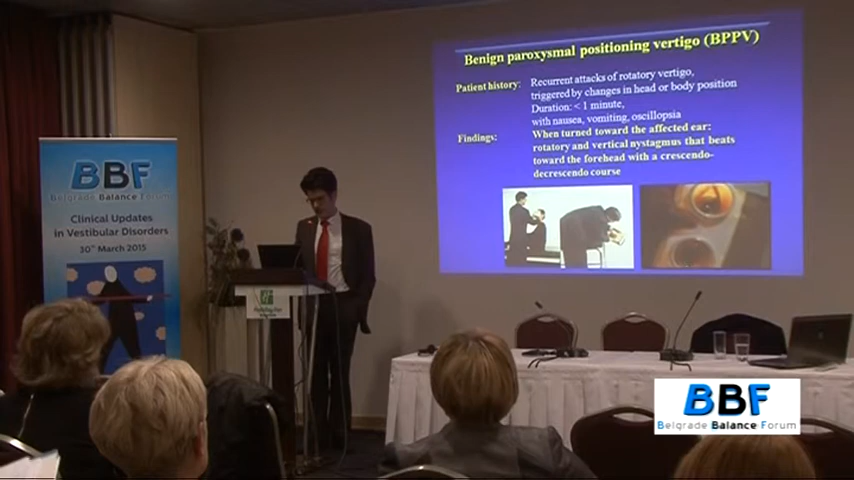 Benign paroxysmal positioning vertigo (BPPV)
Patient history: Recurrent attacks of rotatory vertigo,
triggered by changes in head or body position
Duration: < 1 minute,
with nausea, vomiting, oscillopsia
Findings: When turned toward the affected ear:
rotatory and vertical nystagmus that beats
toward the forehead with a crescendo-
decrescendo course
BBF
Belgrade Balance Forum
Clinical Updates
in Vestibular Disorders
30th March 2015
Holiday Inn
BBF
Belgrade Balance Forum